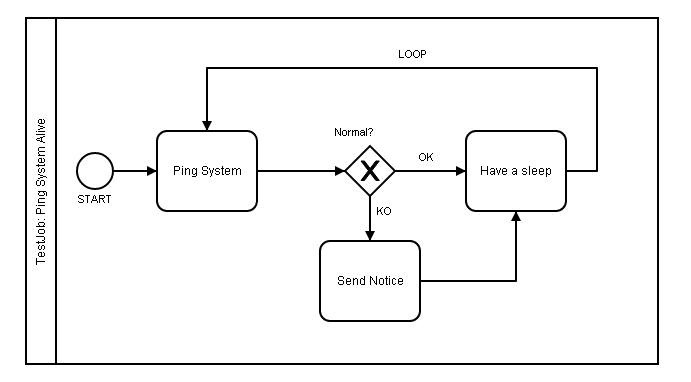 TestJob: Ping System Alive
LOOP
Normal?
Ping System
OK
Have a sleep
START
KO
Send Notice